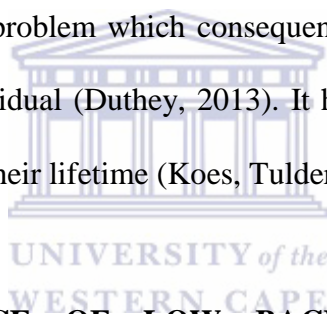 problem which consequen
idual (Duthey, 2013). It h
heir lifetime (Koes, Tulder
UNIVERSITY of the
WESTERN CAPE
CE OF LOW BACK